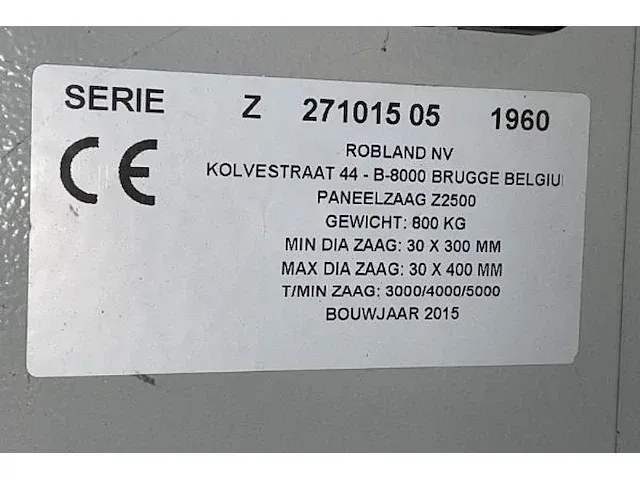 SERIE Z 271015 05 1960
CE
ROBLAND NV
KOLVESTRAAT 44 - B-8000 BRUGGE BELGIU
PANEELZAAG Z2500
GEWICHT: 800 KG
MIN DIA ZAAG: 30 X 300 MM
MAX DIA ZAAG: 30 X 400 MM
T/MIN ZAAG: 3000/4000/5000
BOUWJAAR 2015